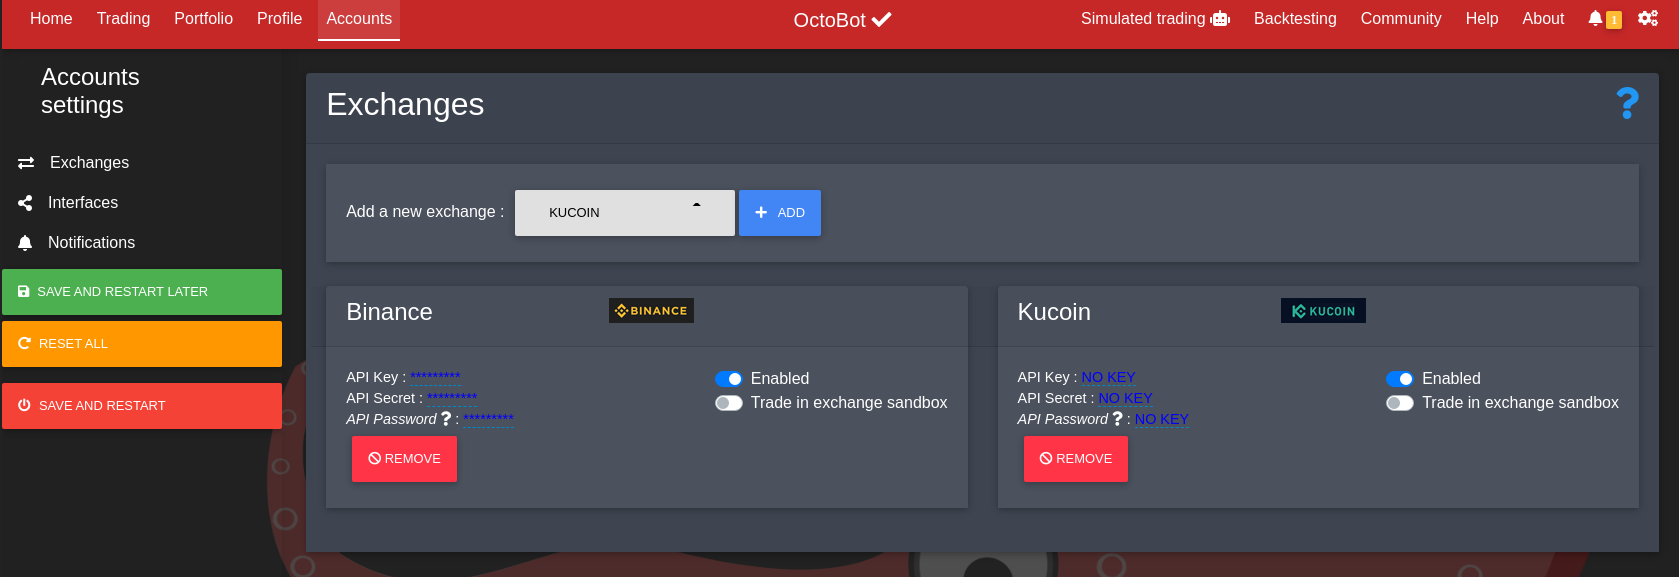 Home Trading Portfolio Profile Accounts OctoBot Simulated trading Backtesting Community Help About 1
Accounts
settings
Exchanges
Interfaces
Notifications
SAVE AND RESTART LATER
RESET ALL
SAVE AND RESTART
Exchanges ?
Add a new exchange : KUCOIN ADD
Binance BINANCE
API Key : *********
API Secret : *********
API Password ? : *********
Enabled
Trade in exchange sandbox
REMOVE
Kucoin KUCOIN
API Key : NO KEY
API Secret : NO KEY
API Password ? : NO KEY
Enabled
Trade in exchange sandbox
REMOVE